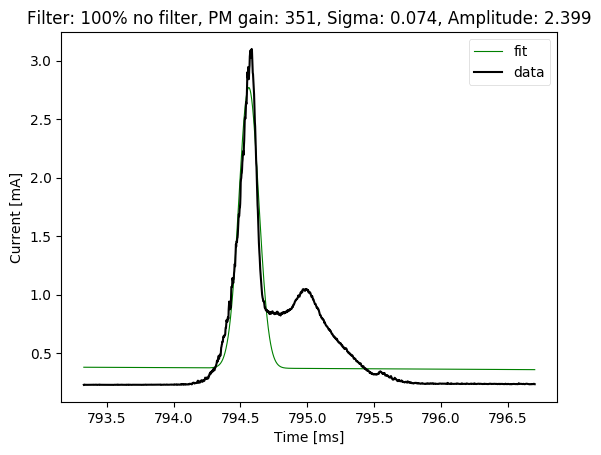 Filter: 100% no filter, PM gain: 351, Sigma: 0.074, Amplitude: 2.399
fit
data
3.0
2.5
2.0
1.5
1.0
0.5
Current [mA]
793.5 794.0 794.5 795.0 795.5 796.0 796.5
Time [ms]